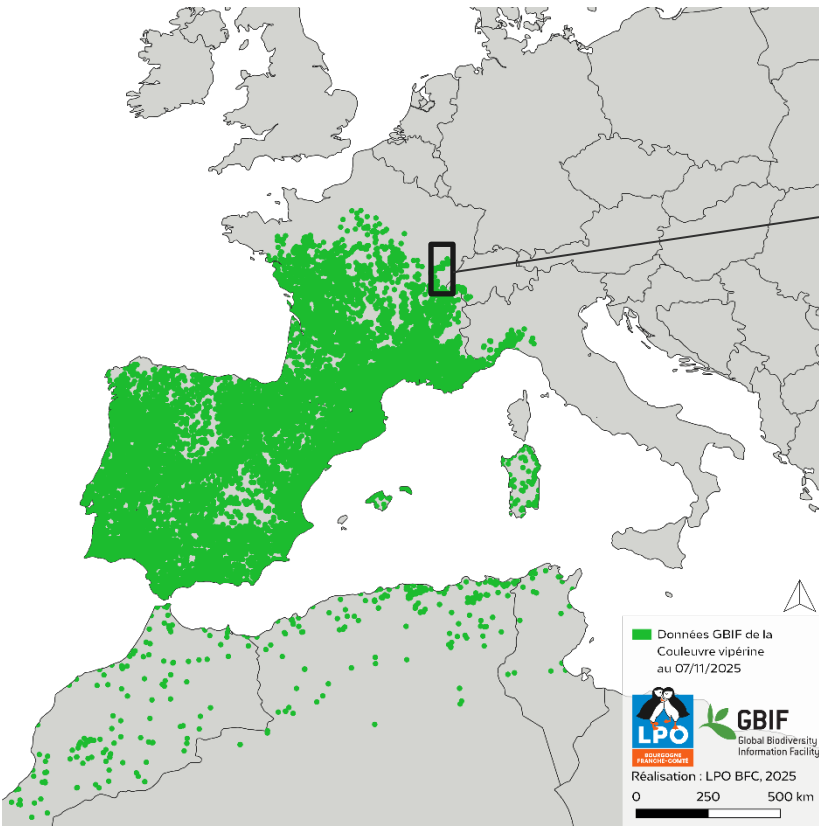 Données GBIF de la
Couleuvre vipérine
au 07/11/2025
LPO
BOURGOGNE
FRANCHE-COMTÉ
GBIF
Global Biodiversity
Information Facility
Réalisation : LPO BFC, 2025
0 250 500 km